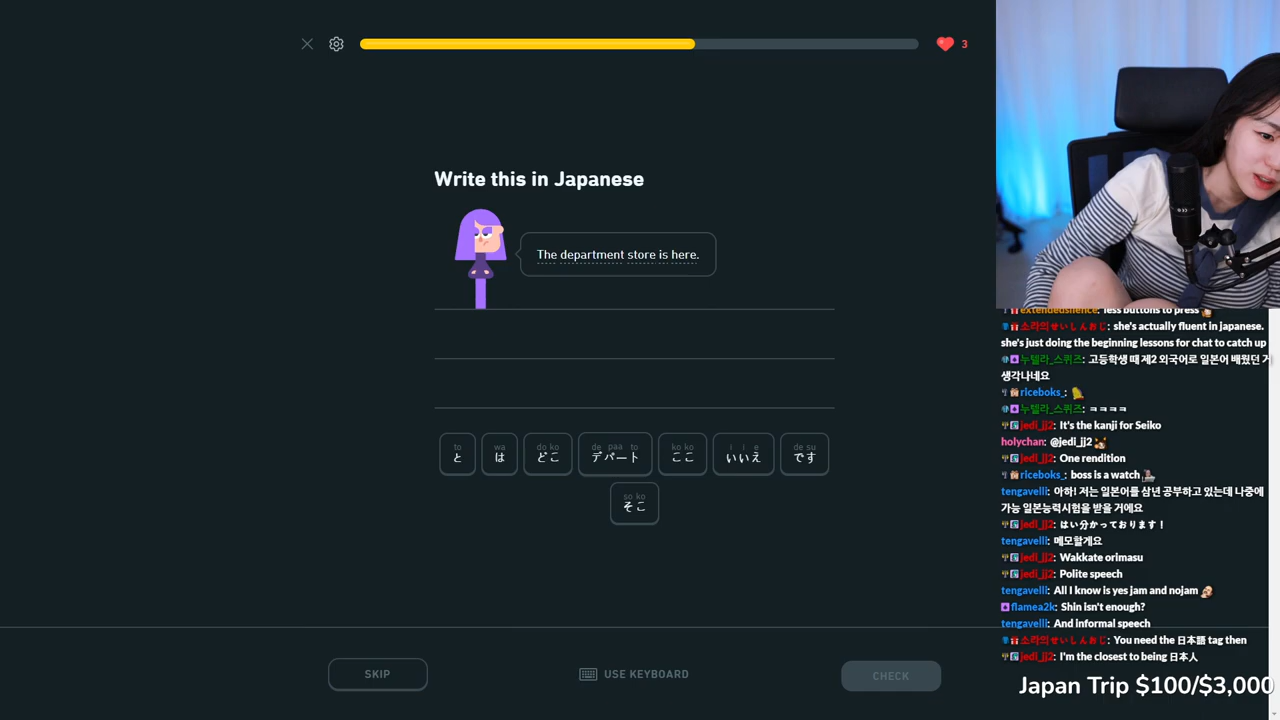 3
Write this in Japanese
The department store is here.
to wa do ko de paa to ko ko i i e de su
と は どこ デパート ここ いいえ です
so ko
そこ
SKIP
USE KEYBOARD
CHECK
extendedsilence: less buttons to press
소라의せいしんおじ: she's actually fluent in japanese.
she's just doing the beginning lessons for chat to catch up
누텔라_스퀴즈: 고등학생 때 제2 외국어로 일본어 배웠던 거
생각나네요
riceboks_:
누텔라_스퀴즈: ㅋㅋㅋㅋ
jedi_jj2: It's the kanji for Seiko
holychan: @jedi_jj2
jedi_jj2: One rendition
riceboks_: boss is a watch
tengavelli: 아하! 저는 일본어를 삼년 공부하고 있는데 나중에
가능 일본능력시험을 받을 거에요
jedi_jj2: はい分かっております！
tengavelli: 메모할게요
jedi_jj2: Wakkate orimasu
jedi_jj2: Polite speech
tengavelli: All I know is yes jam and nojam
flamea2k: Shin isn't enough?
tengavelli: And informal speech
소라의せいしんおじ: You need the 日本語 tag then
jedi_jj2: I'm the closest to being 日本人
Japan Trip $100/$3,000